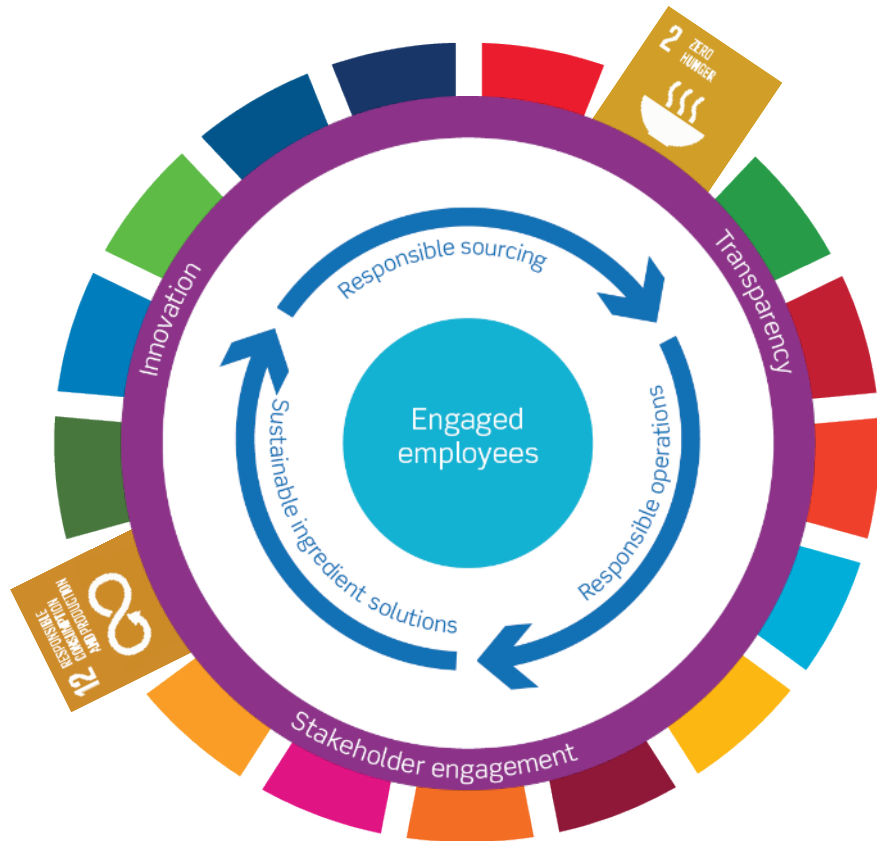 2 ZERO
HUNGER
Transparency
Innovation
Responsible sourcing
Engaged
employees
Responsible operations
Sustainable ingredient solutions
12 RESPONSIBLE
CONSUMPTION
AND PRODUCTION
Stakeholder engagement